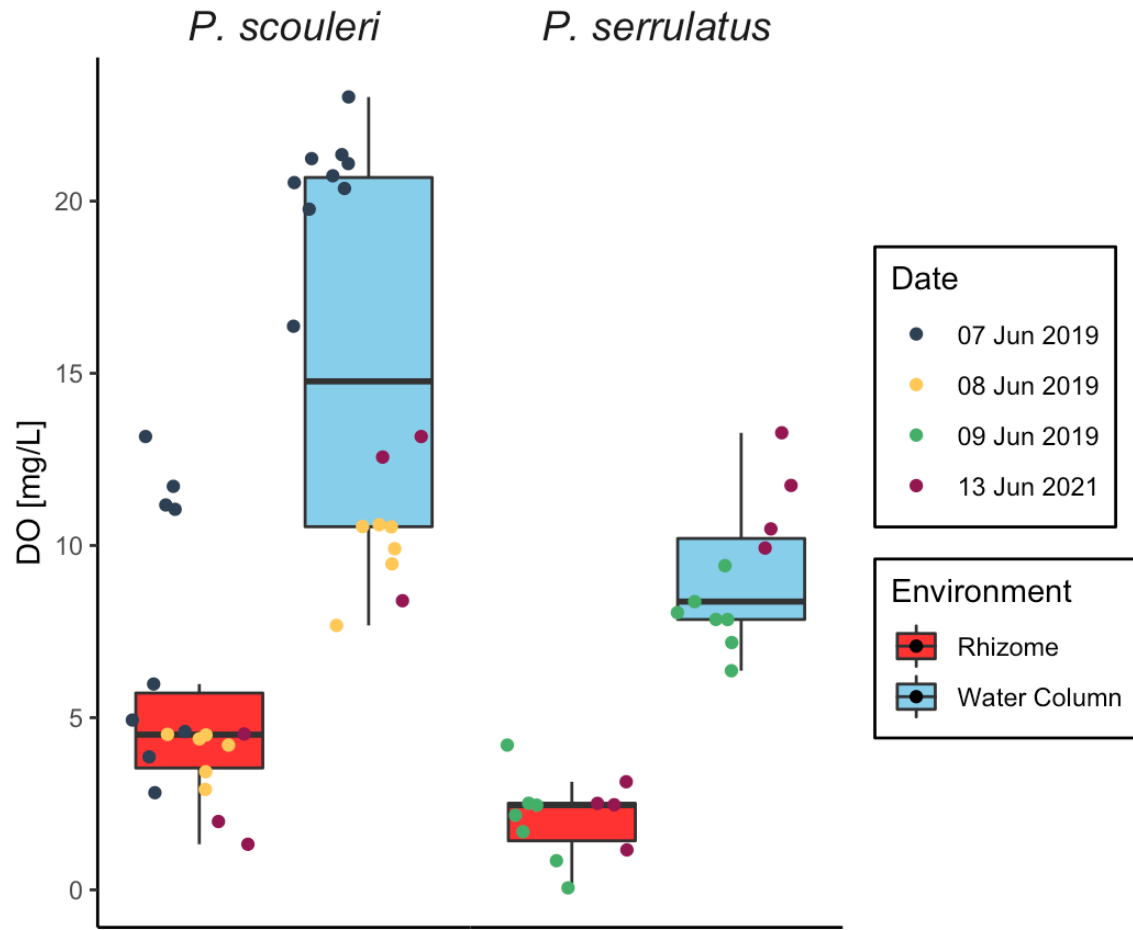 P. scouleri P. serrulatus
DO [mg/L]
20
15
10
5
0
Date
07 Jun 2019
08 Jun 2019
09 Jun 2019
13 Jun 2021
Environment
Rhizome
Water Column